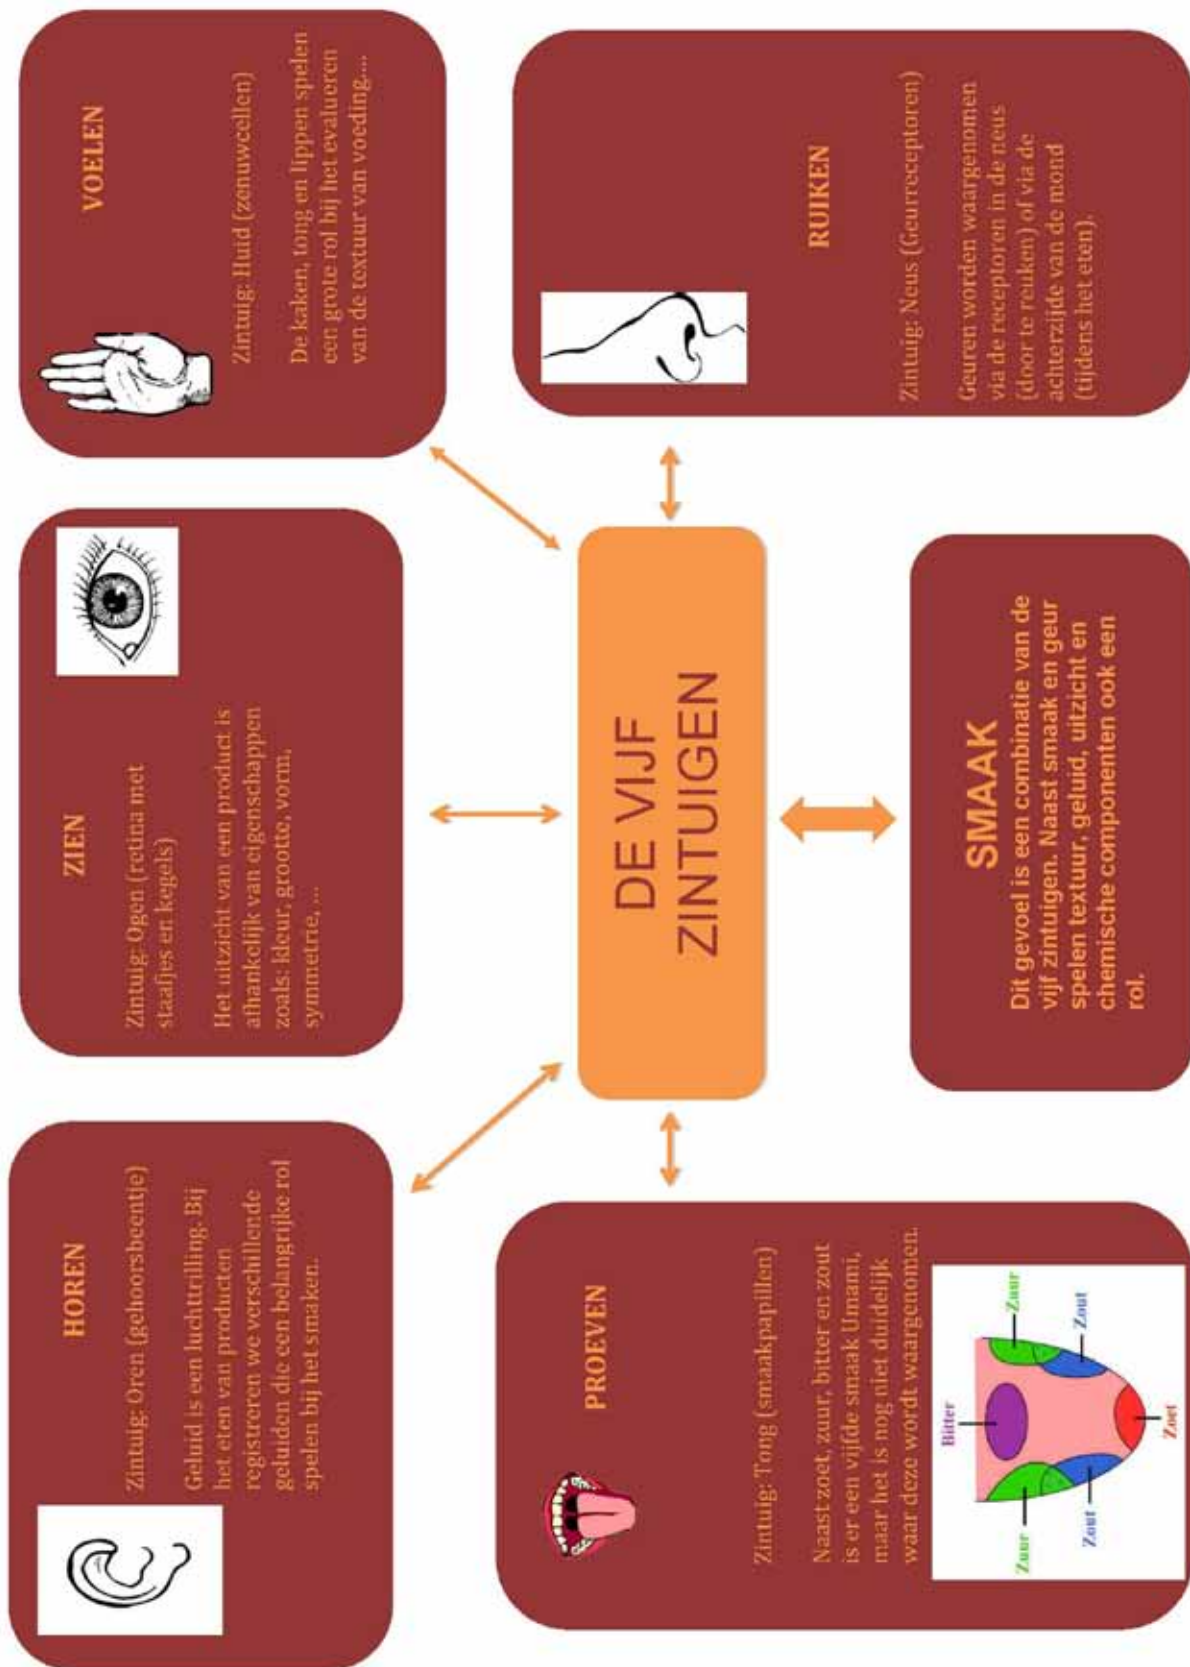 HOREN
Zintuig: Oren (gehoorsbeentje)
Geluid is een luchttrilling. Bij
het eten van producten
registreren we verschillende
geluiden die een belangrijke rol
spelen bij het smaken.
ZIEN
Zintuig: Ogen (retina met
staafjes en kegels)
Het uitzicht van een product is
afhankelijk van eigenschappen
zoals: kleur, grootte, vorm,
symmetrie, ...
VOELEN
Zintuig: Huid (zenuwcellen)
De kaken, tong en lippen spelen
een grote rol bij het evalueren
van de textuur van voeding....
DE VIJF
ZINTUIGEN
PROEVEN
Zintuig: Tong (smaakpapillen)
Naast zoet, zuur, bitter en zout
is er een vijfde smaak Umami,
maar het is nog niet duidelijk
waar deze wordt waargenomen.
Bitter
Zuur
Zuur
Zout
Zout
Zoet
SMAAK
Dit gevoel is een combinatie van de
vijf zintuigen. Naast smaak en geur
spelen textuur, geluid, uitzicht en
chemische componenten ook een
rol.
RUIKEN
Zintuig: Neus (Geurreceptoren)
Geuren worden waargenomen
via de receptoren in de neus
(door te reuken) of via de
achterzijde van de mond
(tijdens het eten).